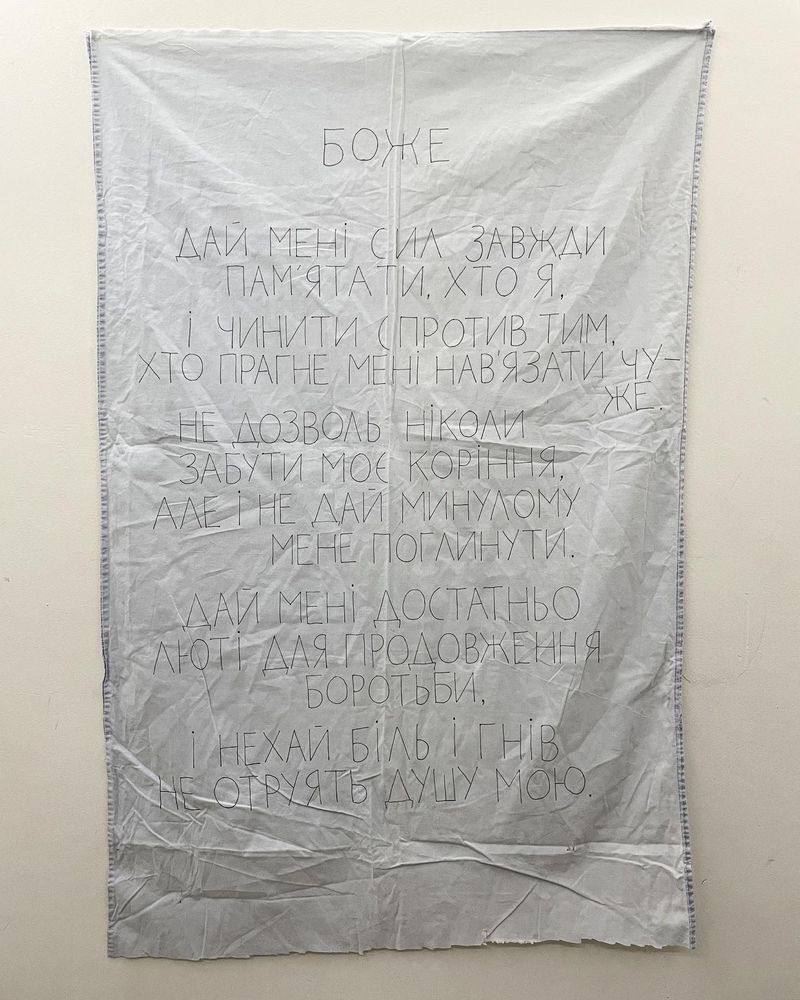 БОЖЕ
ДАЙ МЕНІ СИЛ ЗАВЖДИ
ПАМ'ЯТАТИ, ХТО Я,
І ЧИНИТИ СПРОТИВ ТИМ,
ХТО ПРАГНЕ МЕНІ НАВ'ЯЗАТИ ЧУ-
ЖЕ.
НЕ ДОЗВОЛЬ НІКОЛИ
ЗАБУТИ МОЄ КОРІННЯ,
АЛЕ І НЕ ДАЙ МИНУЛОМУ
МЕНЕ ПОГЛИНУТИ.
ДАЙ МЕНІ ДОСТАТНЬО
ЛЮТІ ДЛЯ ПРОДОВЖЕННЯ
БОРОТЬБИ,
І НЕХАЙ БІЛЬ І ГНІВ
НЕ ОТРУЯТЬ ДУШУ МОЮ.